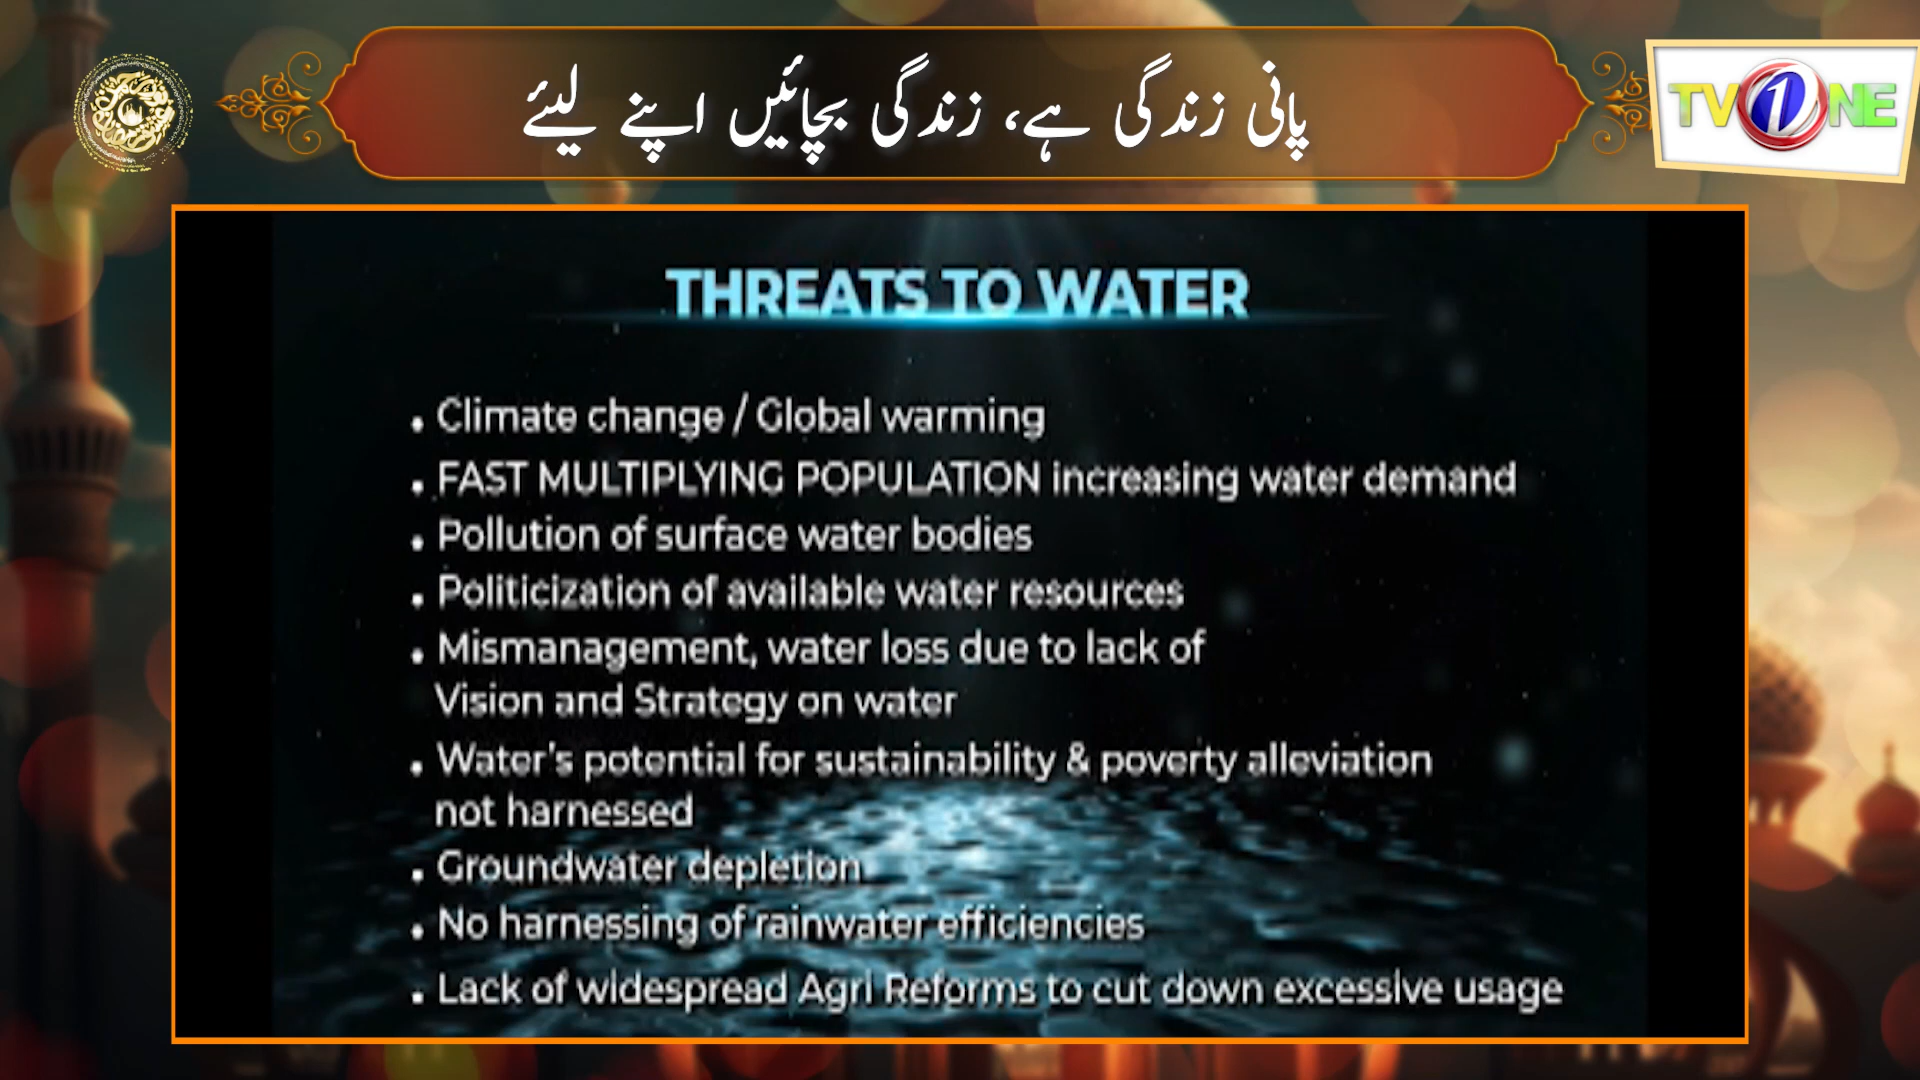 پانی زندگی ہے، زندگی بچائیں اپنے لیئے
TV ONE
THREATS TO WATER
. Climate change / Global warming
. FAST MULTIPLYING POPULATION increasing water demand
. Pollution of surface water bodies
. Politicization of available water resources
. Mismanagement, water loss due to lack of
Vision and Strategy on water
. Water's potential for sustainability & poverty alleviation
not harnessed
. Groundwater depletion
. No harnessing of rainwater efficiencies
. Lack of widespread Agri Reforms to cut down excessive usage